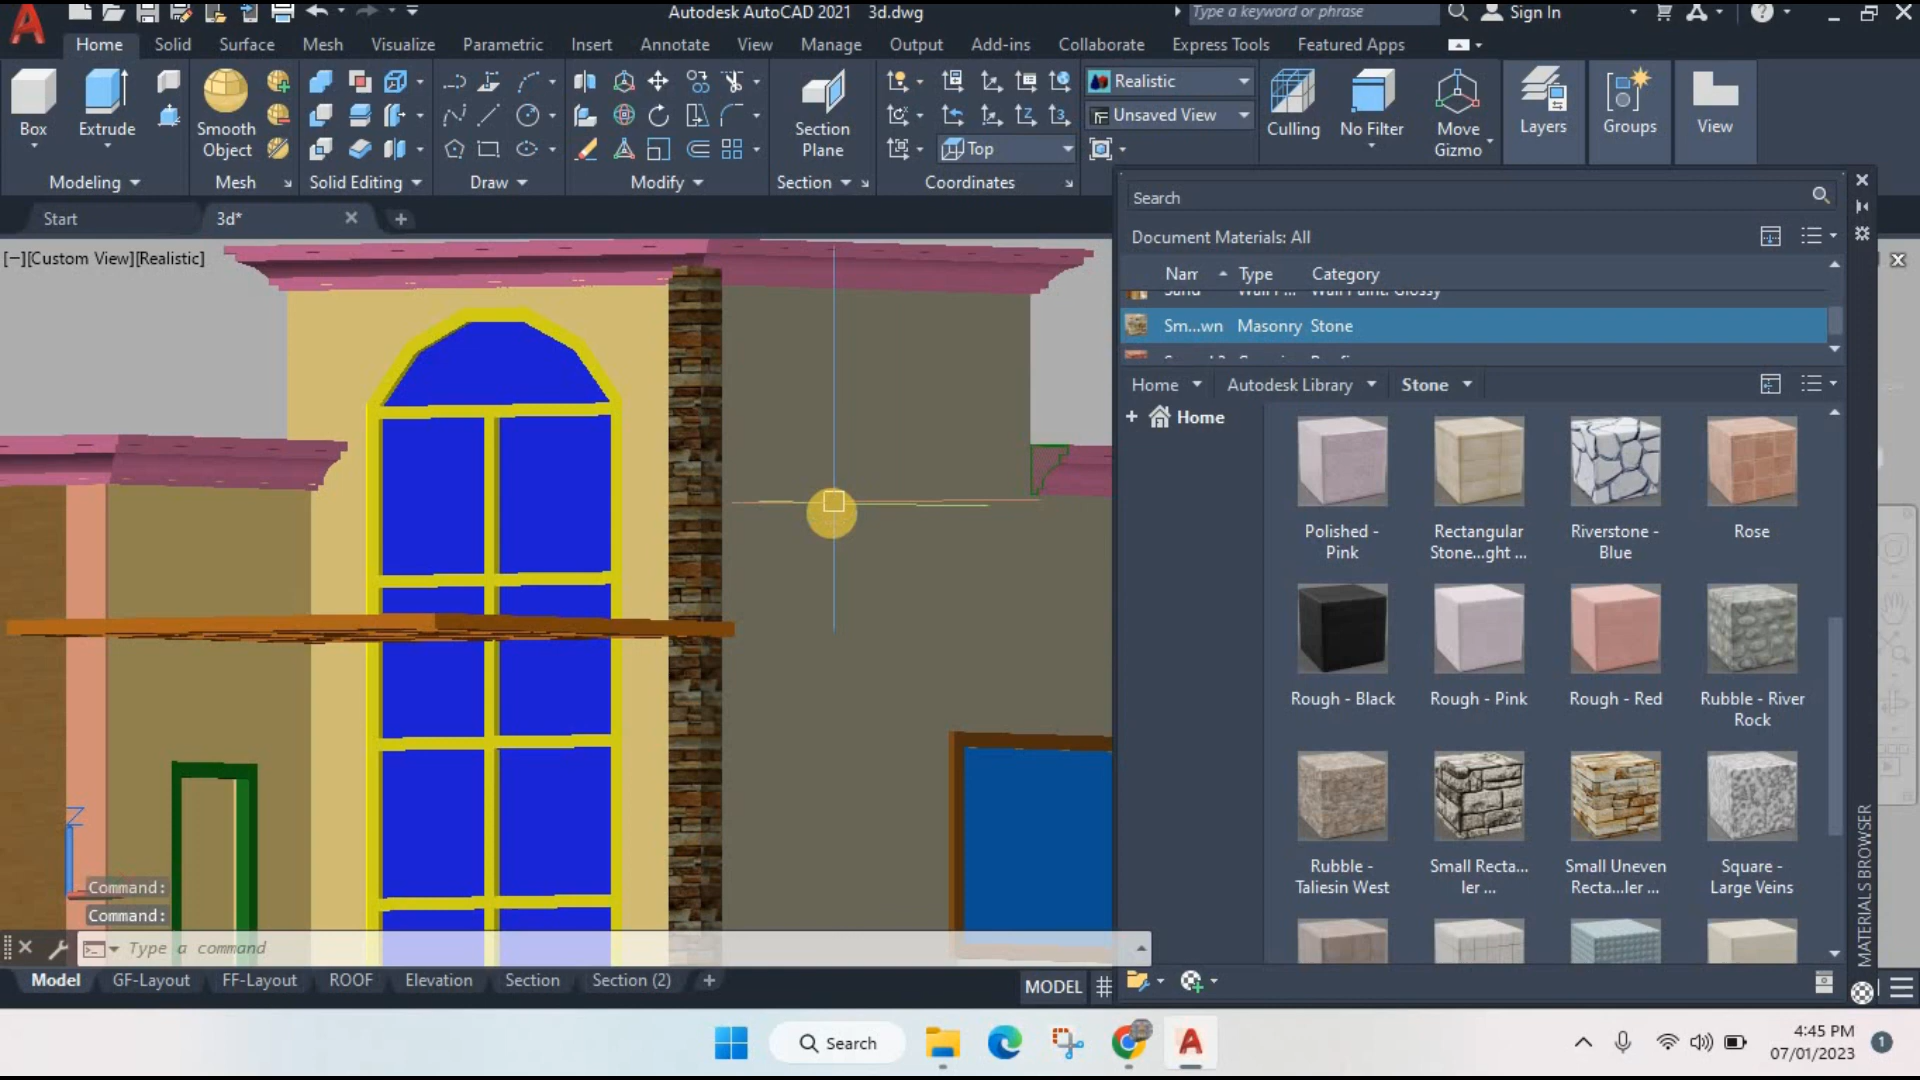 Autodesk AutoCAD 2021 3d.dwg
Type a keyword or phrase
Sign In
Home Solid Surface Mesh Visualize Parametric Insert Annotate View Manage Output Add-ins Collaborate Express Tools Featured Apps
Box
Extrude
Smooth
Object
Section
Plane
Realistic
Unsaved View
Top
Culling
No Filter
Move
Gizmo
Layers
Groups
View
Modeling
Mesh
Solid Editing
Draw
Modify
Section
Coordinates
Start
3d*
[−][Custom View][Realistic]
Search
Document Materials: All
Type Category
Sm...wn Masonry Stone
Home Autodesk Library Stone
Home
Polished -
Pink
Rectangular
Stone...ght ...
Riverstone -
Blue
Rose
Rough - Black
Rough - Pink
Rough - Red
Rubble - River
Rock
Rubble -
Taliesin West
Small Recta...
ler ...
Small Uneven
Recta...ler ...
Square -
Large Veins
MATERIALS BROWSER
Z
Command:
Command:
Type a command
Model GF-Layout FF-Layout ROOF Elevation Section Section (2)
MODEL
Search
4:45 PM
07/01/2023
1